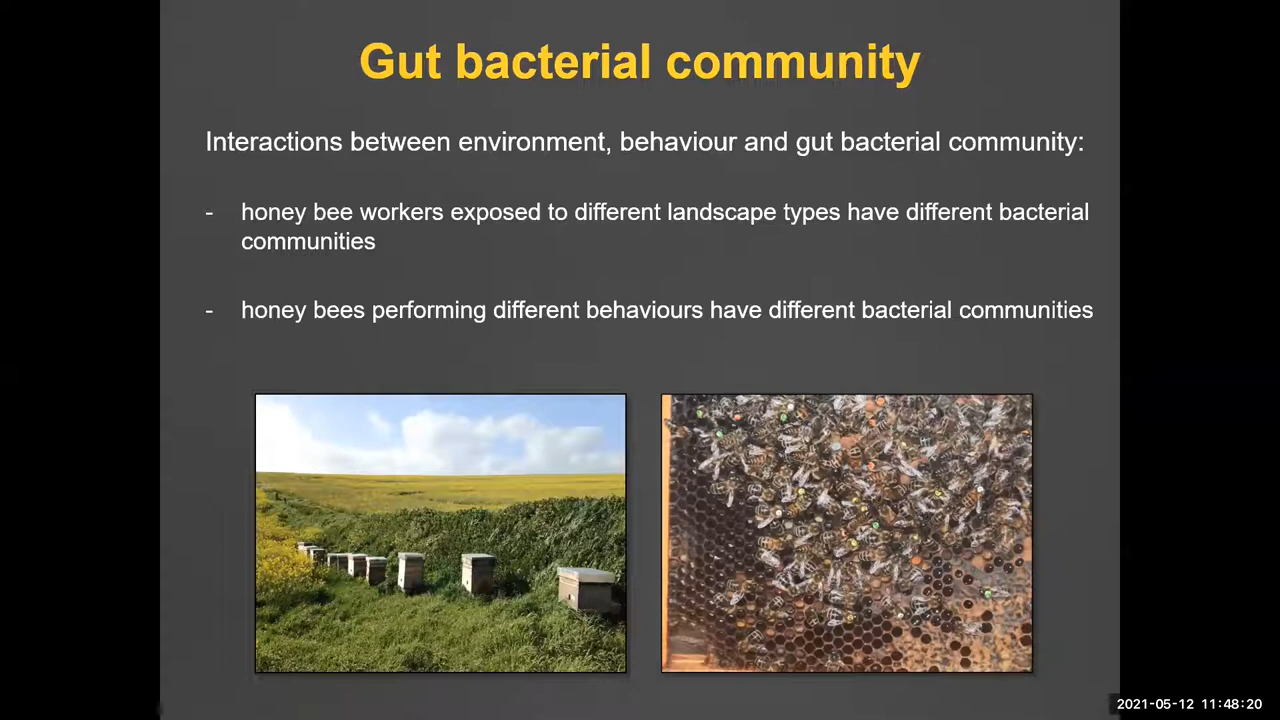 Gut bacterial community
Interactions between environment, behaviour and gut bacterial community:
- honey bee workers exposed to different landscape types have different bacterial
communities
- honey bees performing different behaviours have different bacterial communities
2021-05-12 11:48:20